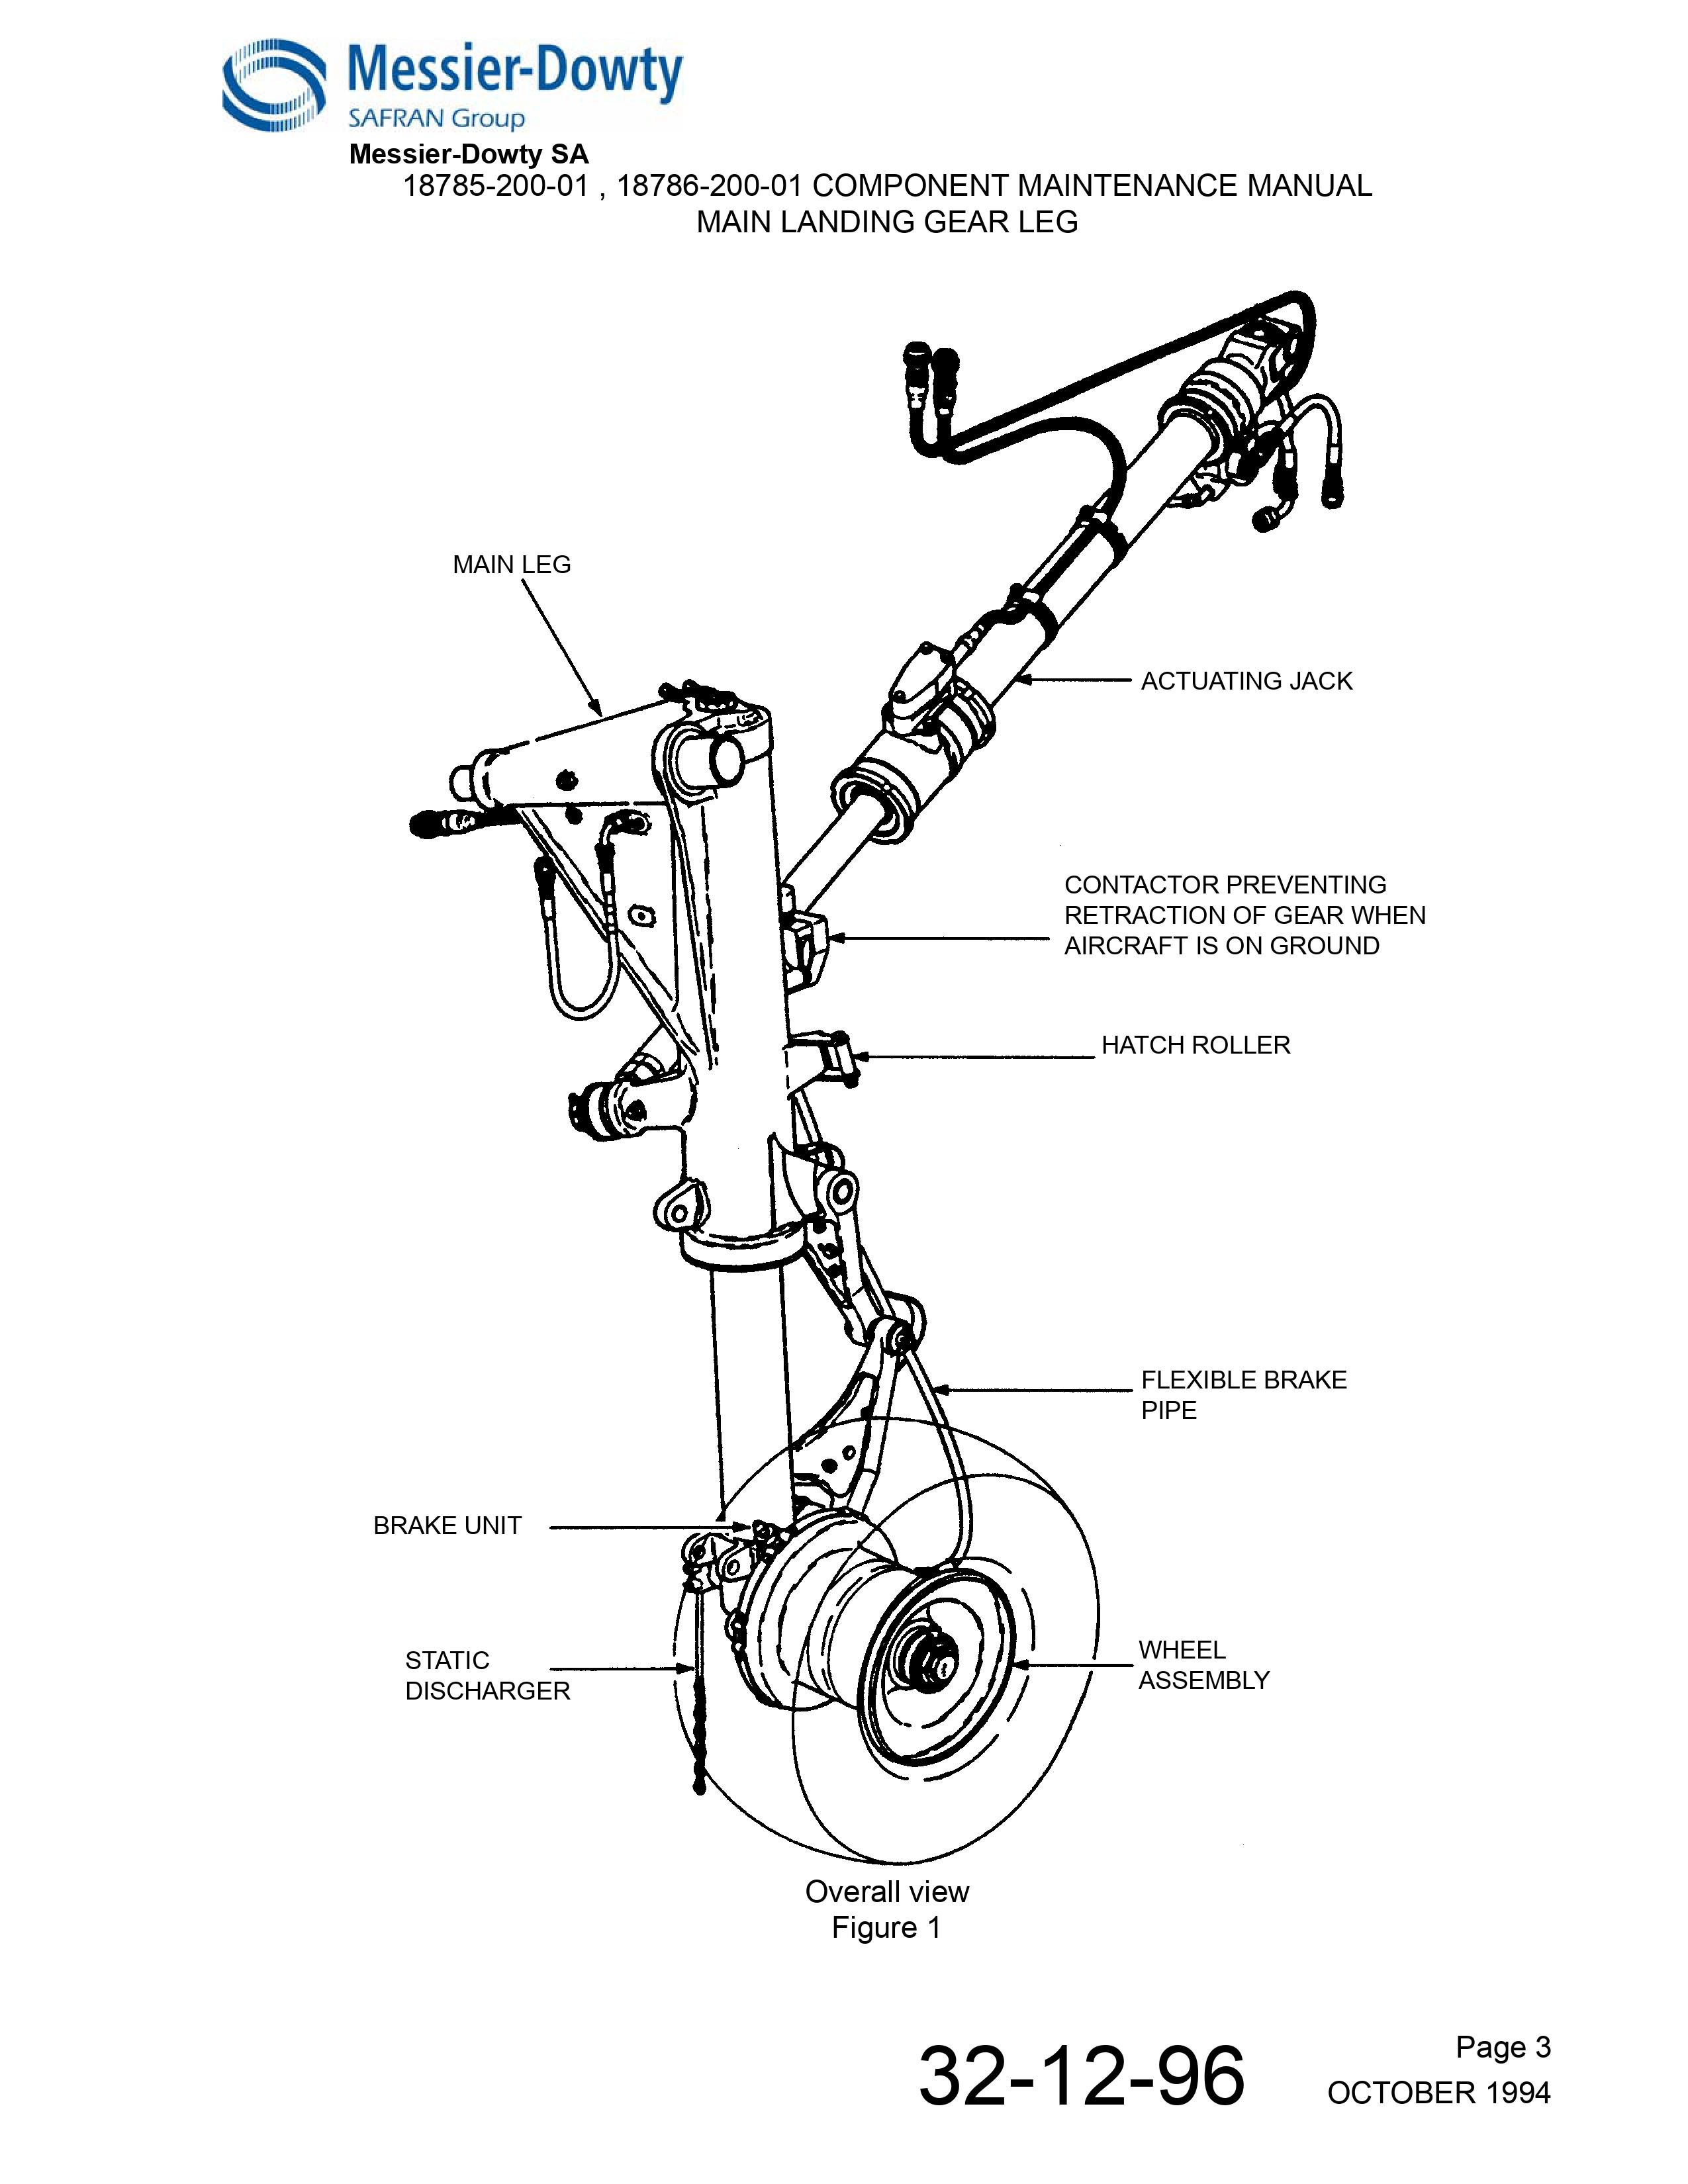 Messier-Dowty
SAFRAN Group
Messier-Dowty SA
18785-200-01 , 18786-200-01 COMPONENT MAINTENANCE MANUAL
MAIN LANDING GEAR LEG
MAIN LEG
ACTUATING JACK
CONTACTOR PREVENTING
RETRACTION OF GEAR WHEN
AIRCRAFT IS ON GROUND
HATCH ROLLER
FLEXIBLE BRAKE
PIPE
BRAKE UNIT
STATIC
DISCHARGER
WHEEL
ASSEMBLY
Overall view
Figure 1
32-12-96
Page 3
OCTOBER 1994